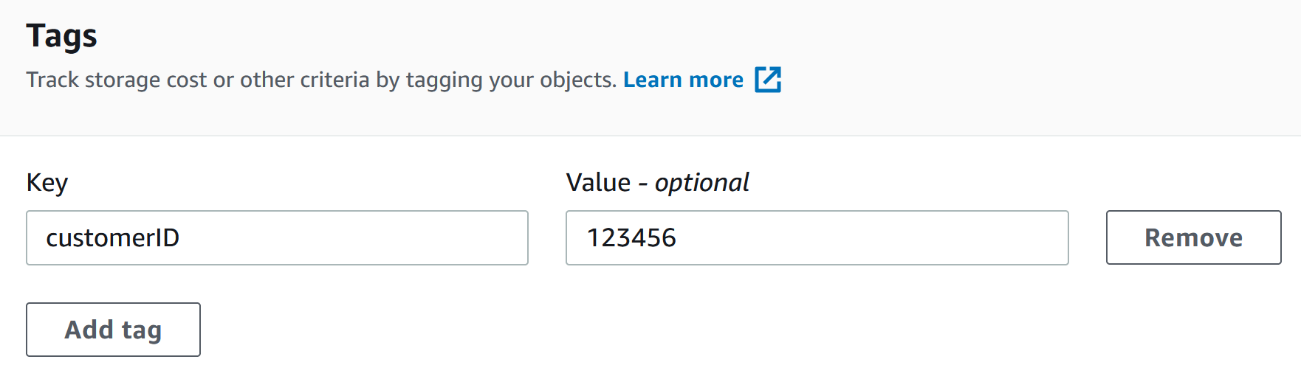 Tags
Track storage cost or other criteria by tagging your objects. Learn more
Key
Value - optional
customerID
123456
Remove
Add tag